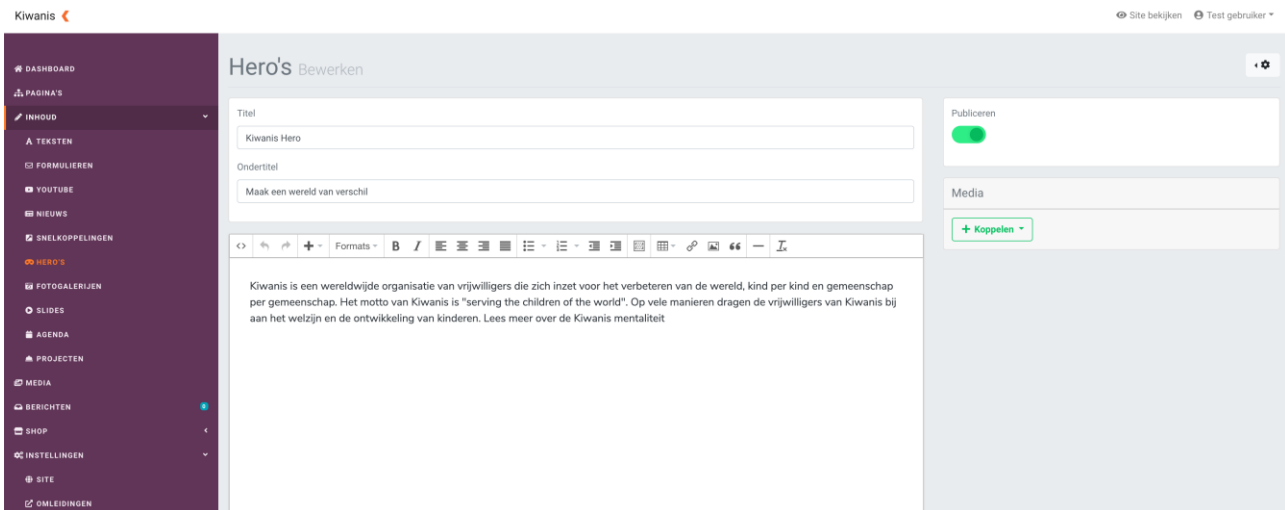 Kiwanis
Site bekijken
Test gebruiker
DASHBOARD
PAGINA'S
INHOUD
TEKSTEN
FORMULIEREN
YOUTUBE
NIEUWS
SNELKOPPELINGEN
HERO'S
FOTOGALERIJEN
SLIDES
AGENDA
PROJECTEN
MEDIA
BERICHTEN 0
SHOP
INSTELLINGEN
SITE
OMLEIDINGEN
Hero's Bewerken
Titel
Kiwanis Hero
Ondertitel
Maak een wereld van verschil
Formats
Kiwanis is een wereldwijde organisatie van vrijwilligers die zich inzet voor het verbeteren van de wereld, kind per kind en gemeenschap
per gemeenschap. Het motto van Kiwanis is "serving the children of the world". Op vele manieren dragen de vrijwilligers van Kiwanis bij
aan het welzijn en de ontwikkeling van kinderen. Lees meer over de Kiwanis mentaliteit
Publiceren
Media
+ Koppelen